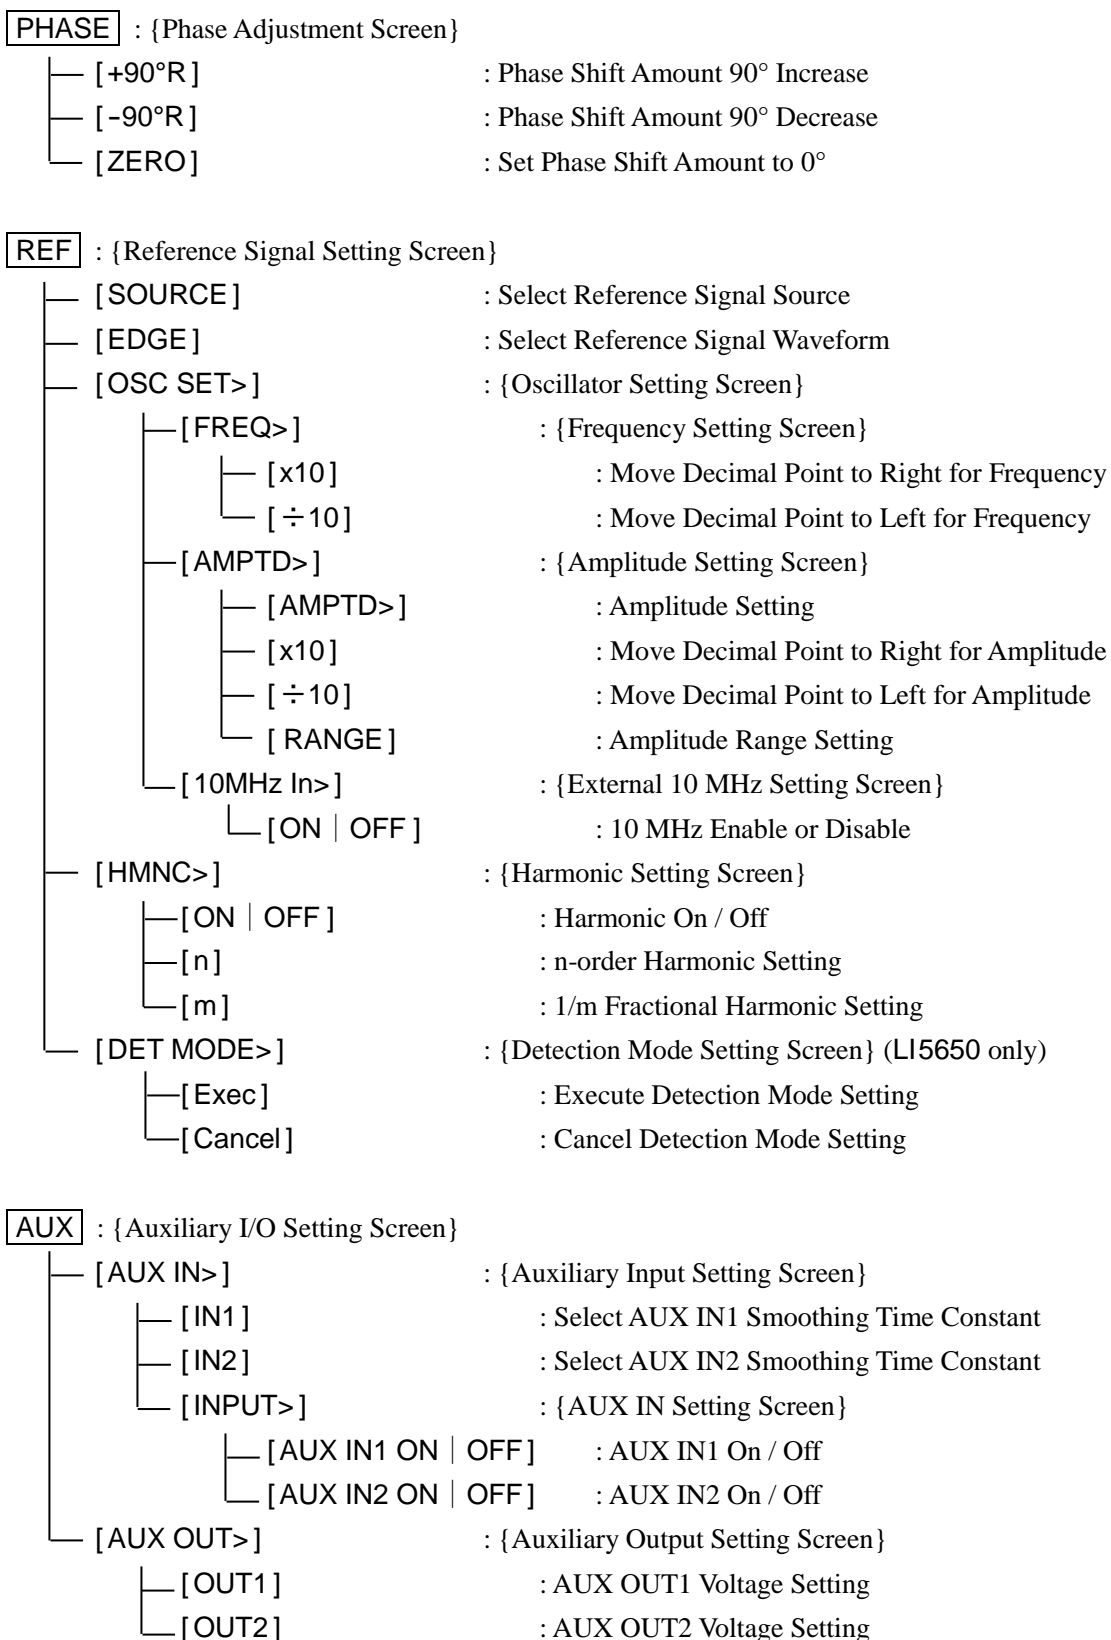 PHASE : {Phase Adjustment Screen}
[+90°R] : Phase Shift Amount 90° Increase
[−90°R] : Phase Shift Amount 90° Decrease
[ZERO] : Set Phase Shift Amount to 0°
REF : {Reference Signal Setting Screen}
[SOURCE] : Select Reference Signal Source
[EDGE] : Select Reference Signal Waveform
[OSC SET>] : {Oscillator Setting Screen}
[FREQ>] : {Frequency Setting Screen}
[x10] : Move Decimal Point to Right for Frequency
[÷10] : Move Decimal Point to Left for Frequency
[AMPTD>] : {Amplitude Setting Screen}
[AMPTD>] : Amplitude Setting
[x10] : Move Decimal Point to Right for Amplitude
[÷10] : Move Decimal Point to Left for Amplitude
[RANGE] : Amplitude Range Setting
[10MHz In>] : {External 10 MHz Setting Screen}
[ON｜OFF] : 10 MHz Enable or Disable
[HMNC>] : {Harmonic Setting Screen}
[ON｜OFF] : Harmonic On / Off
[n] : n-order Harmonic Setting
[m] : 1/m Fractional Harmonic Setting
[DET MODE>] : {Detection Mode Setting Screen} (LI5650 only)
[Exec] : Execute Detection Mode Setting
[Cancel] : Cancel Detection Mode Setting
AUX : {Auxiliary I/O Setting Screen}
[AUX IN>] : {Auxiliary Input Setting Screen}
[IN1] : Select AUX IN1 Smoothing Time Constant
[IN2] : Select AUX IN2 Smoothing Time Constant
[INPUT>] : {AUX IN Setting Screen}
[AUX IN1 ON｜OFF] : AUX IN1 On / Off
[AUX IN2 ON｜OFF] : AUX IN2 On / Off
[AUX OUT>] : {Auxiliary Output Setting Screen}
[OUT1] : AUX OUT1 Voltage Setting
[OUT2] : AUX OUT2 Voltage Setting